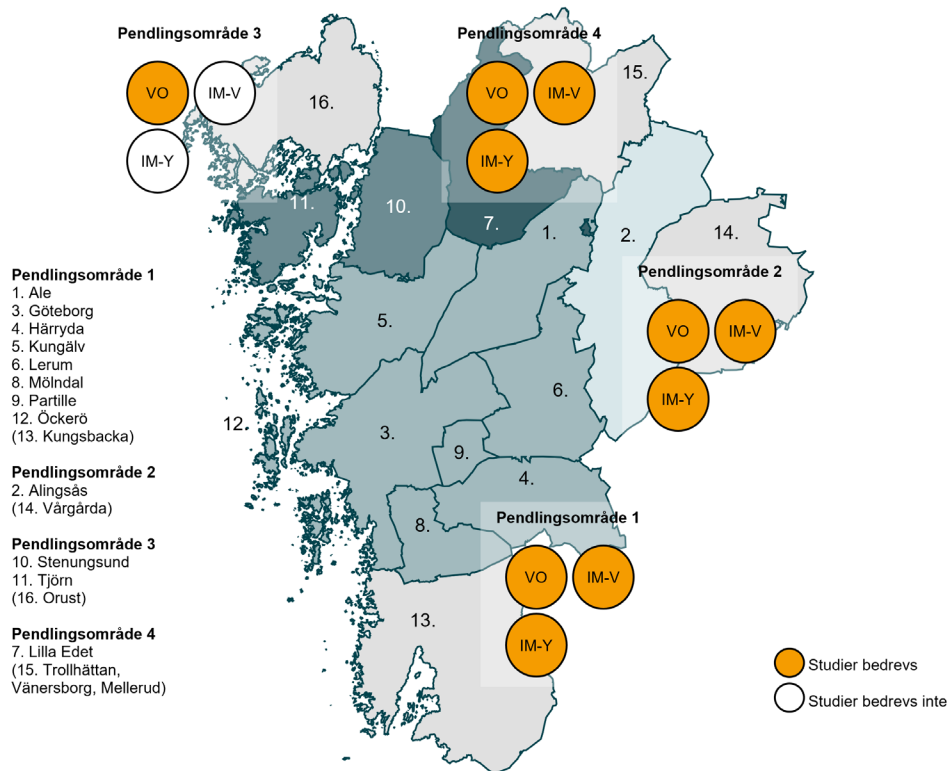 Pendlingsområde 3
VO
IM-V
IM-Y
Pendlingsområde 4
VO
IM-V
IM-Y
15.
16.
11.
10.
7.
1.
2.
14.
Pendlingsområde 2
VO
IM-V
IM-Y
5.
6.
12.
3.
9.
4.
8.
13.
Pendlingsområde 1
VO
IM-V
IM-Y
Pendlingsområde 1
1. Ale
3. Göteborg
4. Härryda
5. Kungälv
6. Lerum
8. Mölndal
9. Partille
12. Öckerö
(13. Kungsbacka)
Pendlingsområde 2
2. Alingsås
(14. Vårgårda)
Pendlingsområde 3
10. Stenungsund
11. Tjörn
(16. Orust)
Pendlingsområde 4
7. Lilla Edet
(15. Trollhättan,
Vänersborg, Mellerud)
Studier bedrevs
Studier bedrevs inte